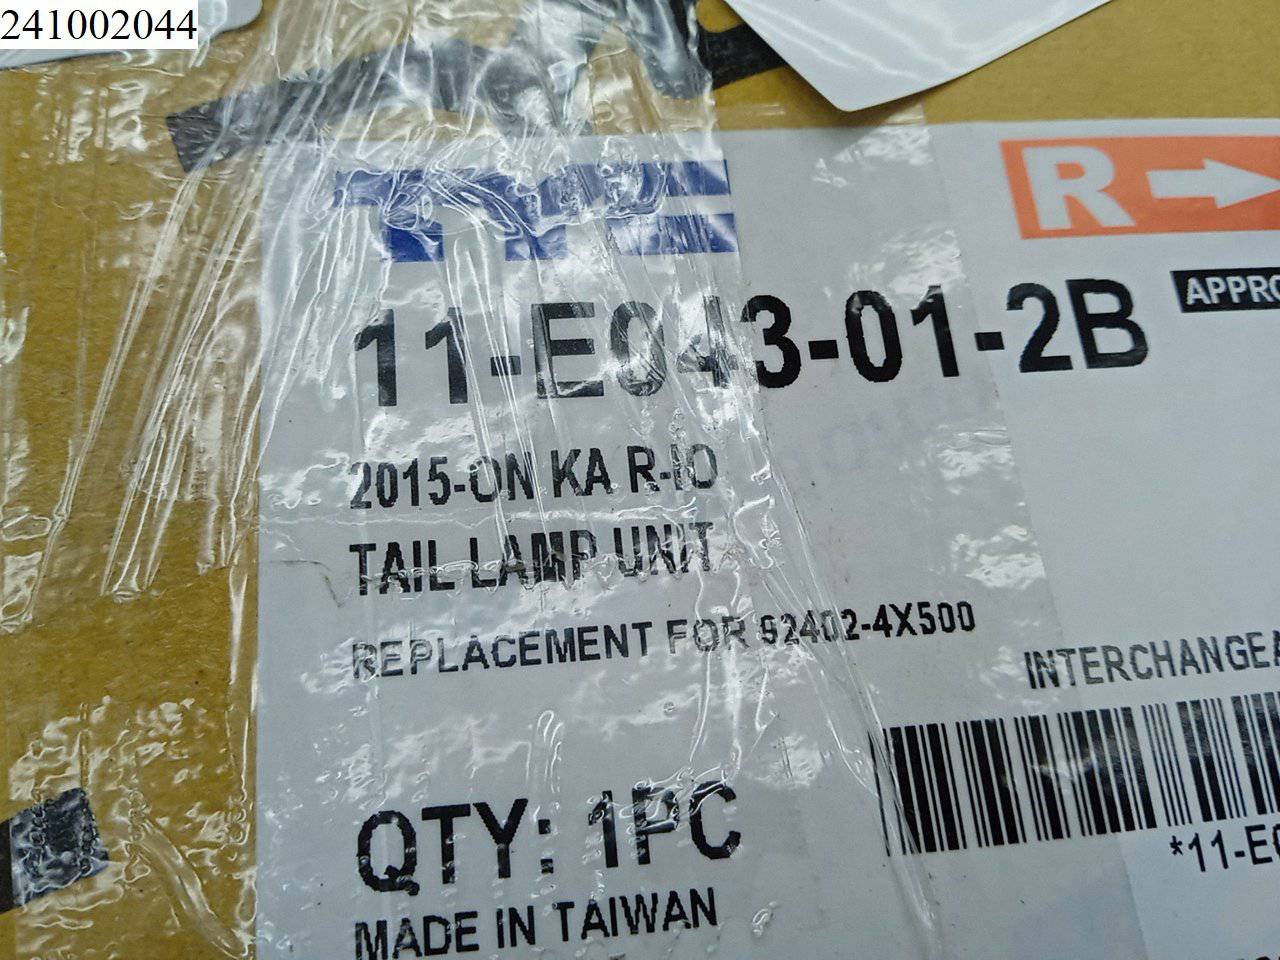 241002044
TYC
R
11-E043-01-2B
APPRO
2015-ON KA R-IO
TAIL LAMP UNIT
REPLACEMENT FOR 92402-4X500
INTERCHANGEA
QTY: 1PC
*11-E0
MADE IN TAIWAN